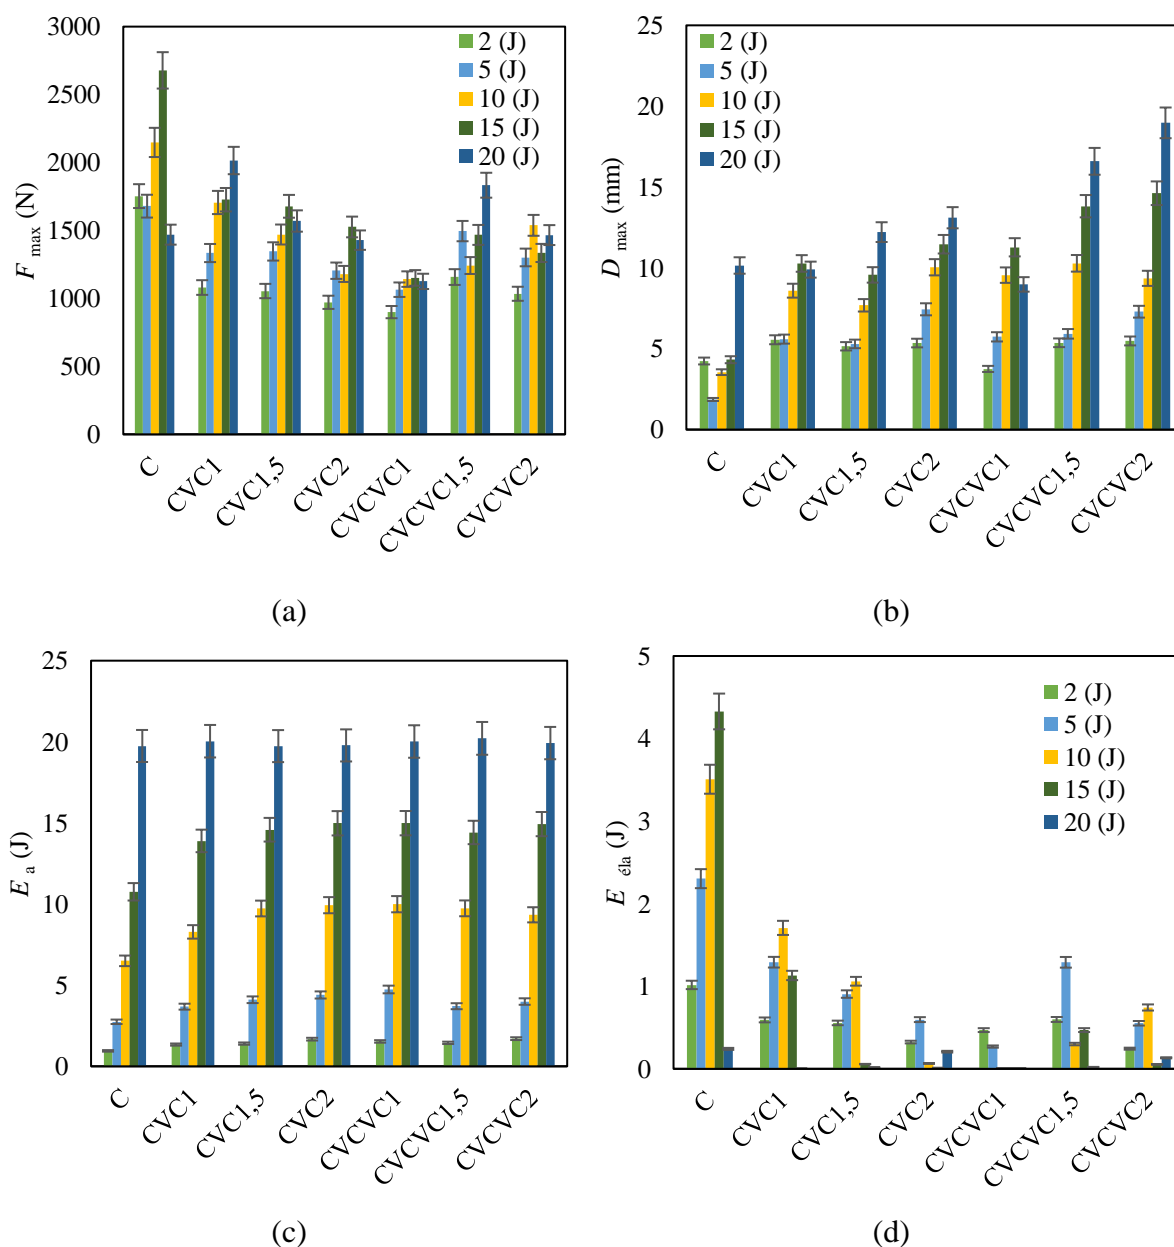 3000
2500
2000
1500
1000
500
0
F max (N)
2 (J)
5 (J)
10 (J)
15 (J)
20 (J)
C
CVC1
CVC1,5
CVC2
CVCVC1
CVCVC1,5
CVCVC2
(a)
25
20
15
10
5
0
D max (mm)
2 (J)
5 (J)
10 (J)
15 (J)
20 (J)
C
CVC1
CVC1,5
CVC2
CVCVC1
CVCVC1,5
CVCVC2
(b)
25
20
15
10
5
0
E a (J)
C
CVC1
CVC1,5
CVC2
CVCVC1
CVCVC1,5
CVCVC2
(c)
5
4
3
2
1
0
E éla (J)
2 (J)
5 (J)
10 (J)
15 (J)
20 (J)
C
CVC1
CVC1,5
CVC2
CVCVC1
CVCVC1,5
CVCVC2
(d)